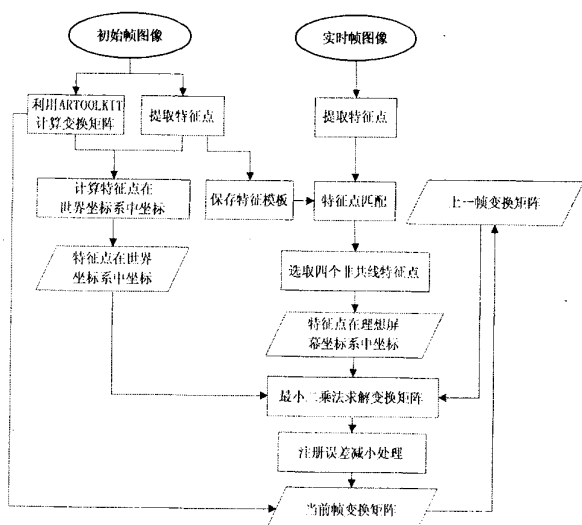 初始帧图像
实时帧图像
利用ARTOOLKIT
计算变换矩阵
提取特征点
提取特征点
计算特征点在
世界坐标系中坐标
保存特征模板
特征点匹配
上一帧变换矩阵
特征点在世界
坐标系中坐标
选取四个非共线特征点
特征点在理想屏
幕坐标系中坐标
最小二乘法求解变换矩阵
注册误差减小处理
当前帧变换矩阵